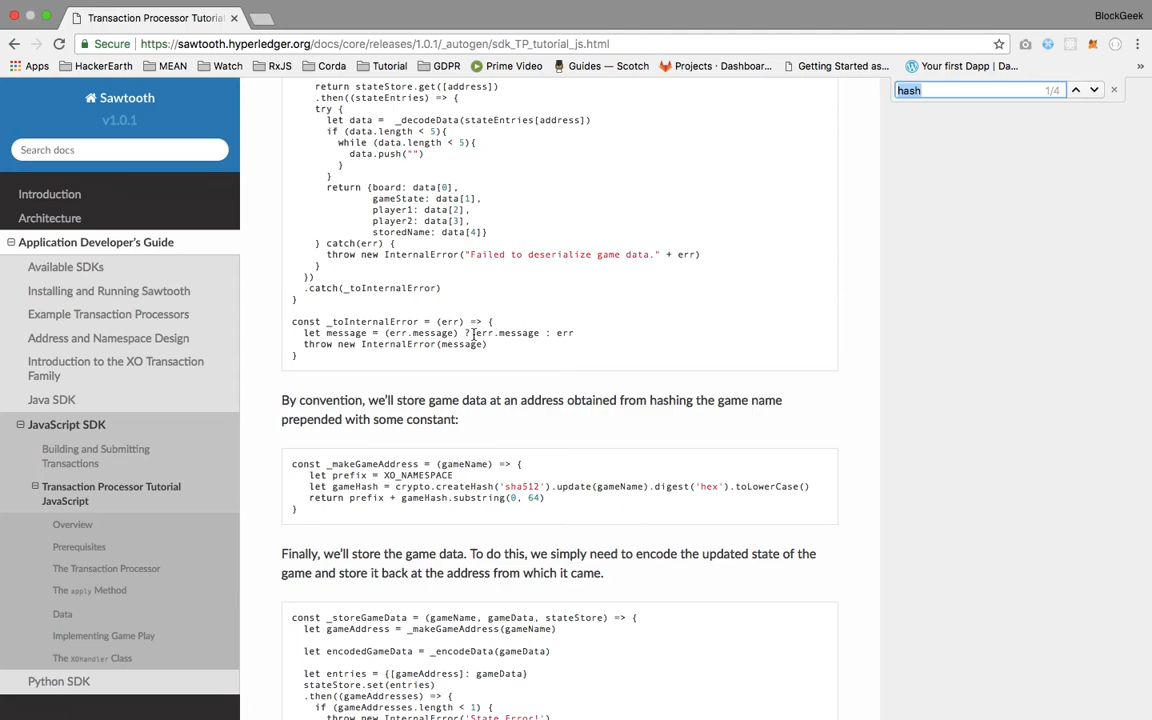 Transaction Processor Tutorial
BlockGeek
Secure
https://sawtooth.hyperledger.org/docs/core/releases/1.0.1/_autogen/sdk_TP_tutorial_js.html
Apps HackerEarth MEAN Watch RxJS Corda Tutorial GDPR Prime Video Guides — Scotch Projects · Dashboar... Getting Started as... Your first Dapp | Da... »
hash 1/4
Sawtooth
v1.0.1
Search docs
Introduction
Architecture
Application Developer's Guide
Available SDKs
Installing and Running Sawtooth
Example Transaction Processors
Address and Namespace Design
Introduction to the XO Transaction
Family
Java SDK
JavaScript SDK
Building and Submitting
Transactions
Transaction Processor Tutorial
JavaScript
Overview
Prerequisites
The Transaction Processor
The apply Method
Data
Implementing Game Play
The XOHandler Class
Python SDK
return stateStore.get([address])
.then((stateEntries) => {
try {
let data = _decodeData(stateEntries[address])
if (data.length < 5){
while (data.length < 5){
data.push("")
}
}
return {board: data[0],
gameState: data[1],
player1: data[2],
player2: data[3],
storedName: data[4]}
} catch(err) {
throw new InternalError("Failed to deserialize game data." + err)
}
})
.catch(_toInternalError)
}
const _toInternalError = (err) => {
let message = (err.message) ? err.message : err
throw new InternalError(message)
}
By convention, we'll store game data at an address obtained from hashing the game name
prepended with some constant:
const _makeGameAddress = (gameName) => {
let prefix = XO_NAMESPACE
let gameHash = crypto.createHash('sha512').update(gameName).digest('hex').toLowerCase()
return prefix + gameHash.substring(0, 64)
}
Finally, we'll store the game data. To do this, we simply need to encode the updated state of the
game and store it back at the address from which it came.
const _storeGameData = (gameName, gameData, stateStore) => {
let gameAddress = _makeGameAddress(gameName)
let encodedGameData = _encodeData(gameData)
let entries = {[gameAddress]: gameData}
stateStore.set(entries)
.then((gameAddresses) => {
if (gameAddresses.length < 1) {
throw new InternalError('State Error!')